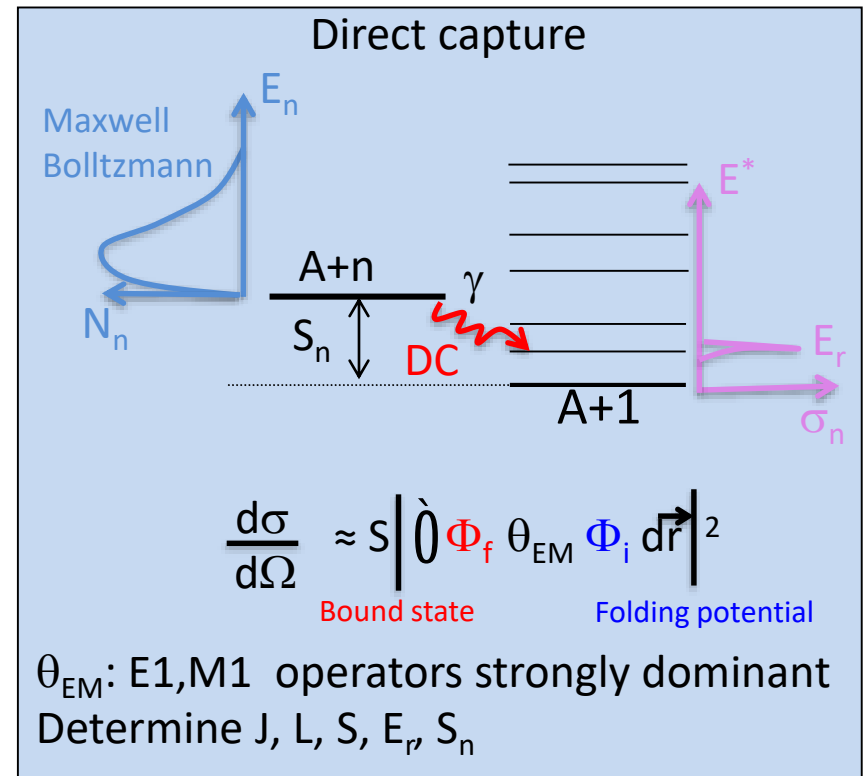 Direct capture
E_n
Maxwell
Bolltzmann
E*
A+n
γ
N_n
S_n
DC
E_r
A+1
σ_n
dσ
dΩ
≈ S | Ò0 Φ_f θ_EM Φ_i dr |²
Bound state
Folding potential
θ_EM: E1,M1 operators strongly dominant
Determine J, L, S, E_r, S_n